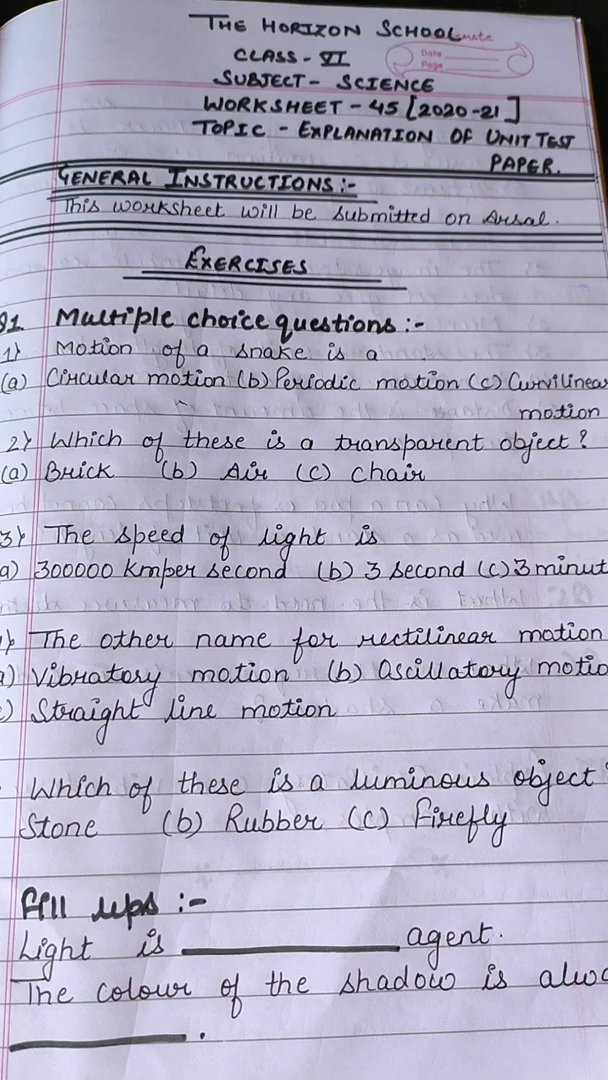 THE HORIZON SCHOOL
Date
Page
CLASS - VI
SUBJECT - SCIENCE
WORKSHEET - 45 [2020-21]
TOPIC - EXPLANATION OF UNIT TEST
PAPER.
GENERAL INSTRUCTIONS:-
This worksheet will be submitted on Arsal.
EXERCISES
Q1. Multiple choice questions :-
1) Motion of a snake is a
(a) Circular motion (b) Periodic motion (c) Curvilinear
motion
2) Which of these is a transparent object?
(a) Brick (b) Air (c) Chair
3) The speed of light is
a) 300000 km per second (b) 3 second (c) 3 minut
) The other name for rectilinear motion
) Vibratory motion (b) Oscillatory motio
c) Straight line motion
Which of these is a luminous object?
Stone (b) Rubber (c) Firefly
Fill ups :-
Light is ________ agent.
The colour of the shadow is alwa
________.